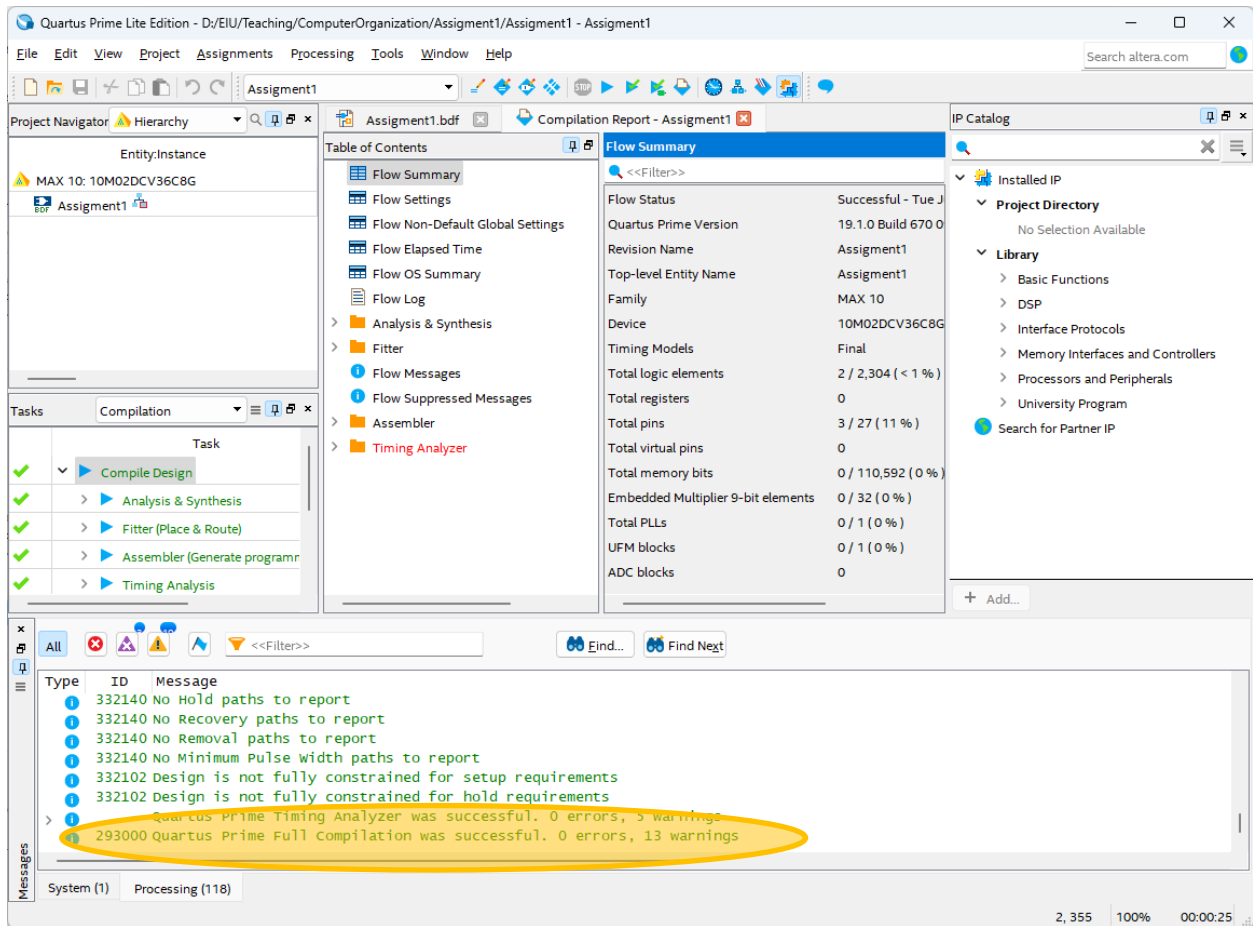 Quartus Prime Lite Edition - D:/EIU/Teaching/ComputerOrganization/Assigment1/Assigment1 - Assigment1
File Edit View Project Assignments Processing Tools Window Help
Search altera.com
Assigment1
Project Navigator Hierarchy
Entity:Instance
MAX 10: 10M02DCV36C8G
BDF Assigment1
Tasks Compilation
Task
Compile Design
Analysis & Synthesis
Fitter (Place & Route)
Assembler (Generate programr
Timing Analysis
Assigment1.bdf
Compilation Report - Assigment1
Table of Contents
Flow Summary
Flow Settings
Flow Non-Default Global Settings
Flow Elapsed Time
Flow OS Summary
Flow Log
Analysis & Synthesis
Fitter
Flow Messages
Flow Suppressed Messages
Assembler
Timing Analyzer
Flow Summary
<<Filter>>
Flow Status Successful - Tue J
Quartus Prime Version 19.1.0 Build 670 0
Revision Name Assigment1
Top-level Entity Name Assigment1
Family MAX 10
Device 10M02DCV36C8G
Timing Models Final
Total logic elements 2 / 2,304 ( < 1 % )
Total registers 0
Total pins 3 / 27 ( 11 % )
Total virtual pins 0
Total memory bits 0 / 110,592 ( 0 % )
Embedded Multiplier 9-bit elements 0 / 32 ( 0 % )
Total PLLs 0 / 1 ( 0 % )
UFM blocks 0 / 1 ( 0 % )
ADC blocks 0
IP Catalog
Installed IP
Project Directory
No Selection Available
Library
Basic Functions
DSP
Interface Protocols
Memory Interfaces and Controllers
Processors and Peripherals
University Program
Search for Partner IP
+ Add...
All <<Filter>> Find... Find Next
Type ID Message
332140 No Hold paths to report
332140 No Recovery paths to report
332140 No Removal paths to report
332140 No Minimum Pulse Width paths to report
332102 Design is not fully constrained for setup requirements
332102 Design is not fully constrained for hold requirements
Quartus Prime Timing Analyzer was successful. 0 errors, 5 warnings
293000 Quartus Prime Full Compilation was successful. 0 errors, 13 warnings
Messages
System (1) Processing (118)
2, 355 100% 00:00:25